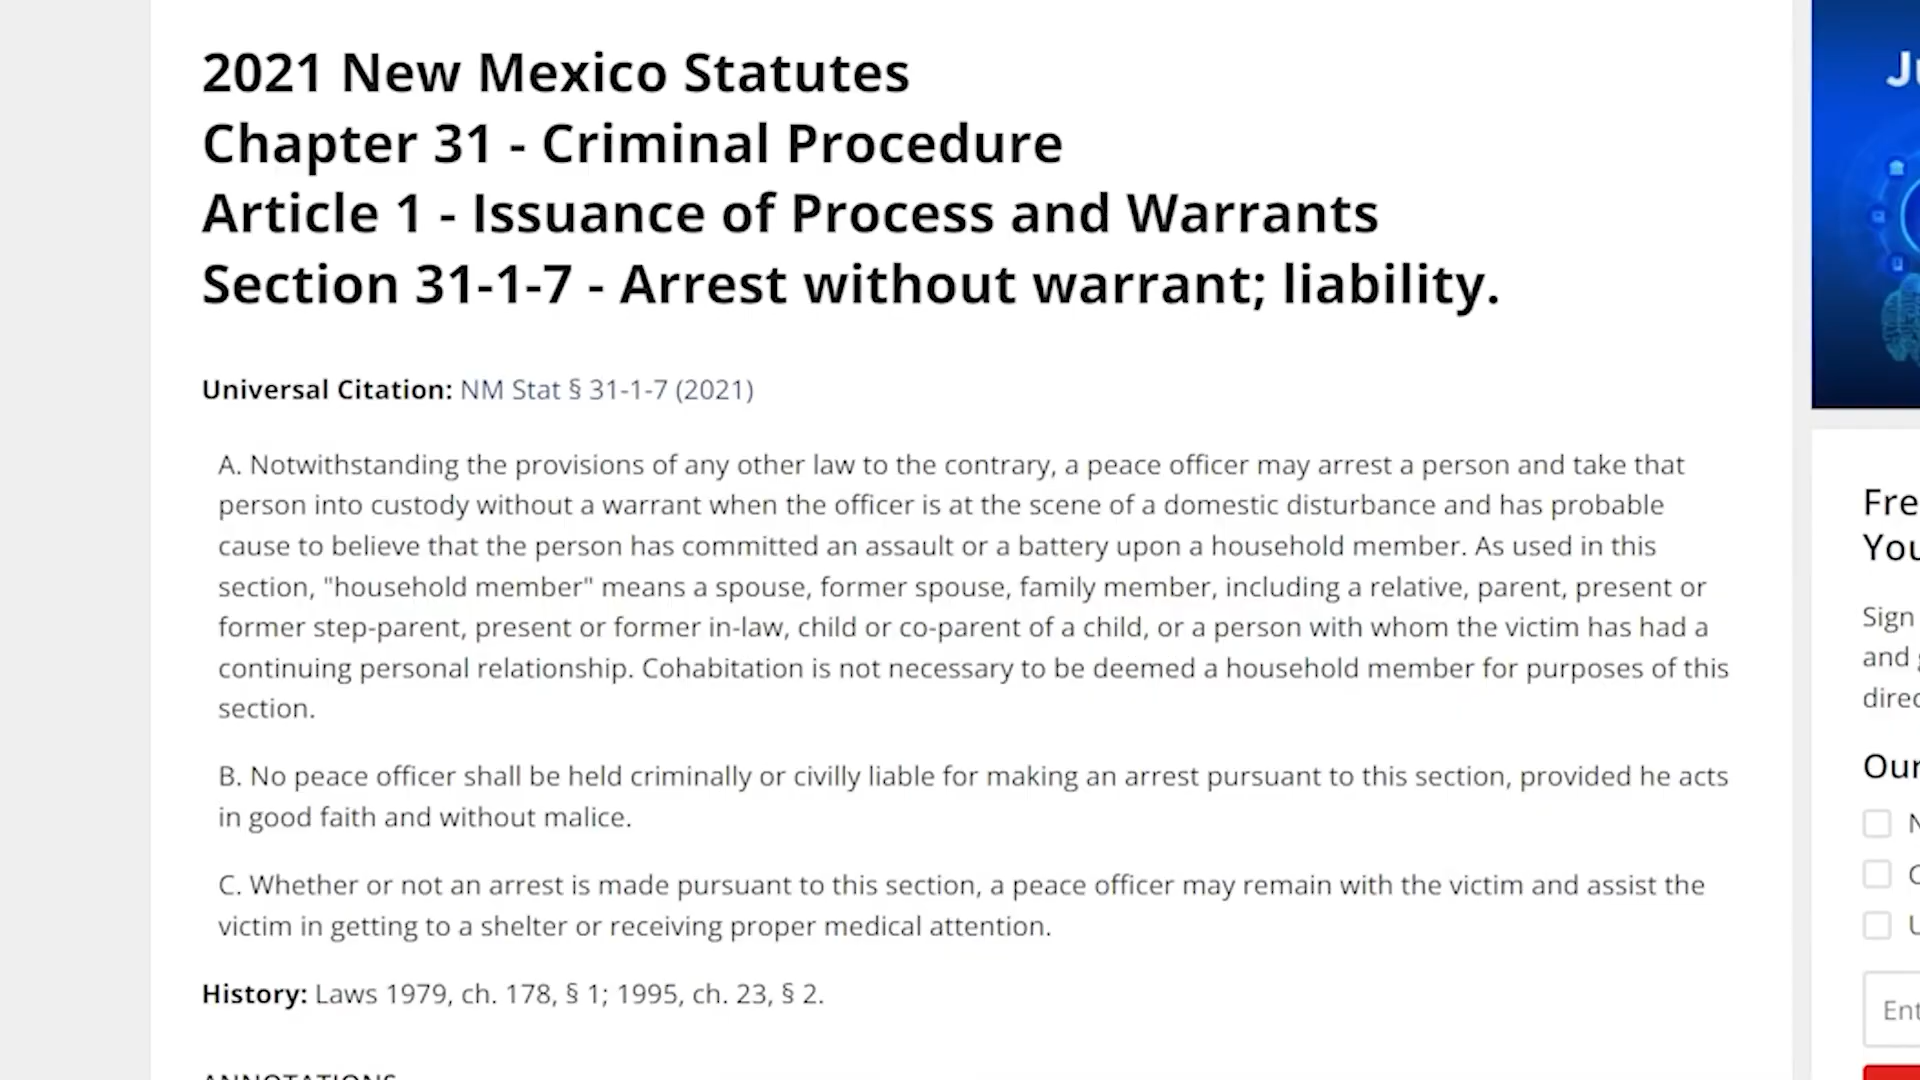 2021 New Mexico Statutes
Chapter 31 - Criminal Procedure
Article 1 - Issuance of Process and Warrants
Section 31-1-7 - Arrest without warrant; liability.
Universal Citation: NM Stat § 31-1-7 (2021)
A. Notwithstanding the provisions of any other law to the contrary, a peace officer may arrest a person and take that
person into custody without a warrant when the officer is at the scene of a domestic disturbance and has probable
cause to believe that the person has committed an assault or a battery upon a household member. As used in this
section, "household member" means a spouse, former spouse, family member, including a relative, parent, present or
former step-parent, present or former in-law, child or co-parent of a child, or a person with whom the victim has had a
continuing personal relationship. Cohabitation is not necessary to be deemed a household member for purposes of this
section.
B. No peace officer shall be held criminally or civilly liable for making an arrest pursuant to this section, provided he acts
in good faith and without malice.
C. Whether or not an arrest is made pursuant to this section, a peace officer may remain with the victim and assist the
victim in getting to a shelter or receiving proper medical attention.
History: Laws 1979, ch. 178, § 1; 1995, ch. 23, § 2.
ANNOTATIONS
Sign
and